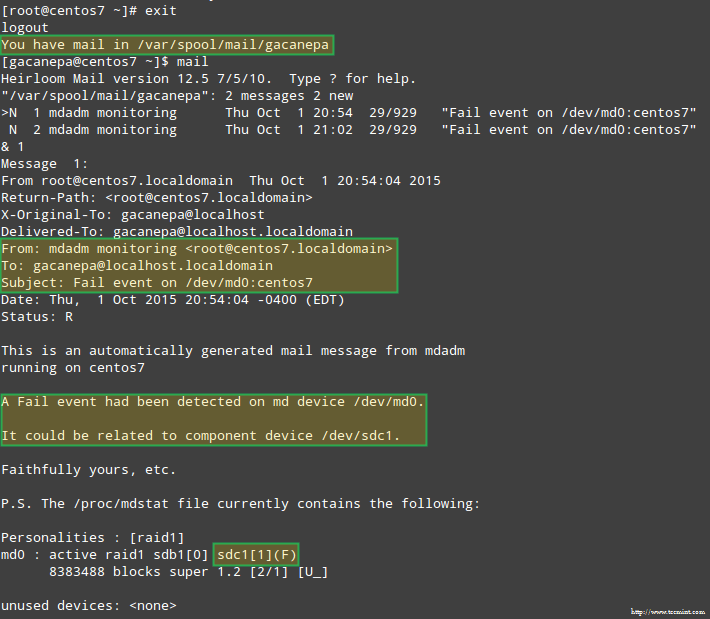 [root@centos7 ~]# exit
logout
You have mail in /var/spool/mail/gacanepa
[gacanepa@centos7 ~]$ mail
Heirloom Mail version 12.5 7/5/10.  Type ? for help.
"/var/spool/mail/gacanepa": 2 messages 2 new
>N  1 mdadm monitoring      Thu Oct  1 20:54  29/929   "Fail event on /dev/md0:centos7"
 N  2 mdadm monitoring      Thu Oct  1 21:02  29/929   "Fail event on /dev/md0:centos7"
& 1
Message  1:
From root@centos7.localdomain  Thu Oct  1 20:54:04 2015
Return-Path: <root@centos7.localdomain>
X-Original-To: gacanepa@localhost
Delivered-To: gacanepa@localhost.localdomain
From: mdadm monitoring <root@centos7.localdomain>
To: gacanepa@localhost.localdomain
Subject: Fail event on /dev/md0:centos7
Date: Thu,  1 Oct 2015 20:54:04 -0400 (EDT)
Status: R

This is an automatically generated mail message from mdadm
running on centos7

A Fail event had been detected on md device /dev/md0.

It could be related to component device /dev/sdc1.

Faithfully yours, etc.

P.S. The /proc/mdstat file currently contains the following:

Personalities : [raid1]
md0 : active raid1 sdb1[0] sdc1[1](F)
      8383488 blocks super 1.2 [2/1] [U_]

unused devices: <none>
http://www.tecmint.com